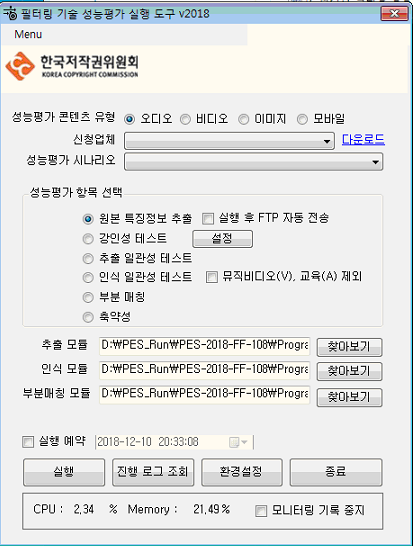 필터링 기술 성능평가 실행 도구 v2018
Menu
한국저작권위원회
KOREA COPYRIGHT COMMISSION
성능평가 콘텐츠 유형 오디오 비디오 이미지 모바일
신청업체 다운로드
성능평가 시나리오
성능평가 항목 선택
원본 특징정보 추출 실행 후 FTP 자동 전송
강인성 테스트 설정
추출 일관성 테스트
인식 일관성 테스트 뮤직비디오(V), 교육(A) 제외
부분 매칭
축약성
추출 모듈 D:₩PES_Run₩PES-2018-FF-108₩Progra 찾아보기
인식 모듈 D:₩PES_Run₩PES-2018-FF-108₩Progra 찾아보기
부분매칭 모듈 D:₩PES_Run₩PES-2018-FF-108₩Progra 찾아보기
실행 예약 2018-12-10 20:33:08
실행 진행 로그 조회 환경설정 종료
CPU : 2,34 % Memory : 21,49 % 모니터링 기록 중지